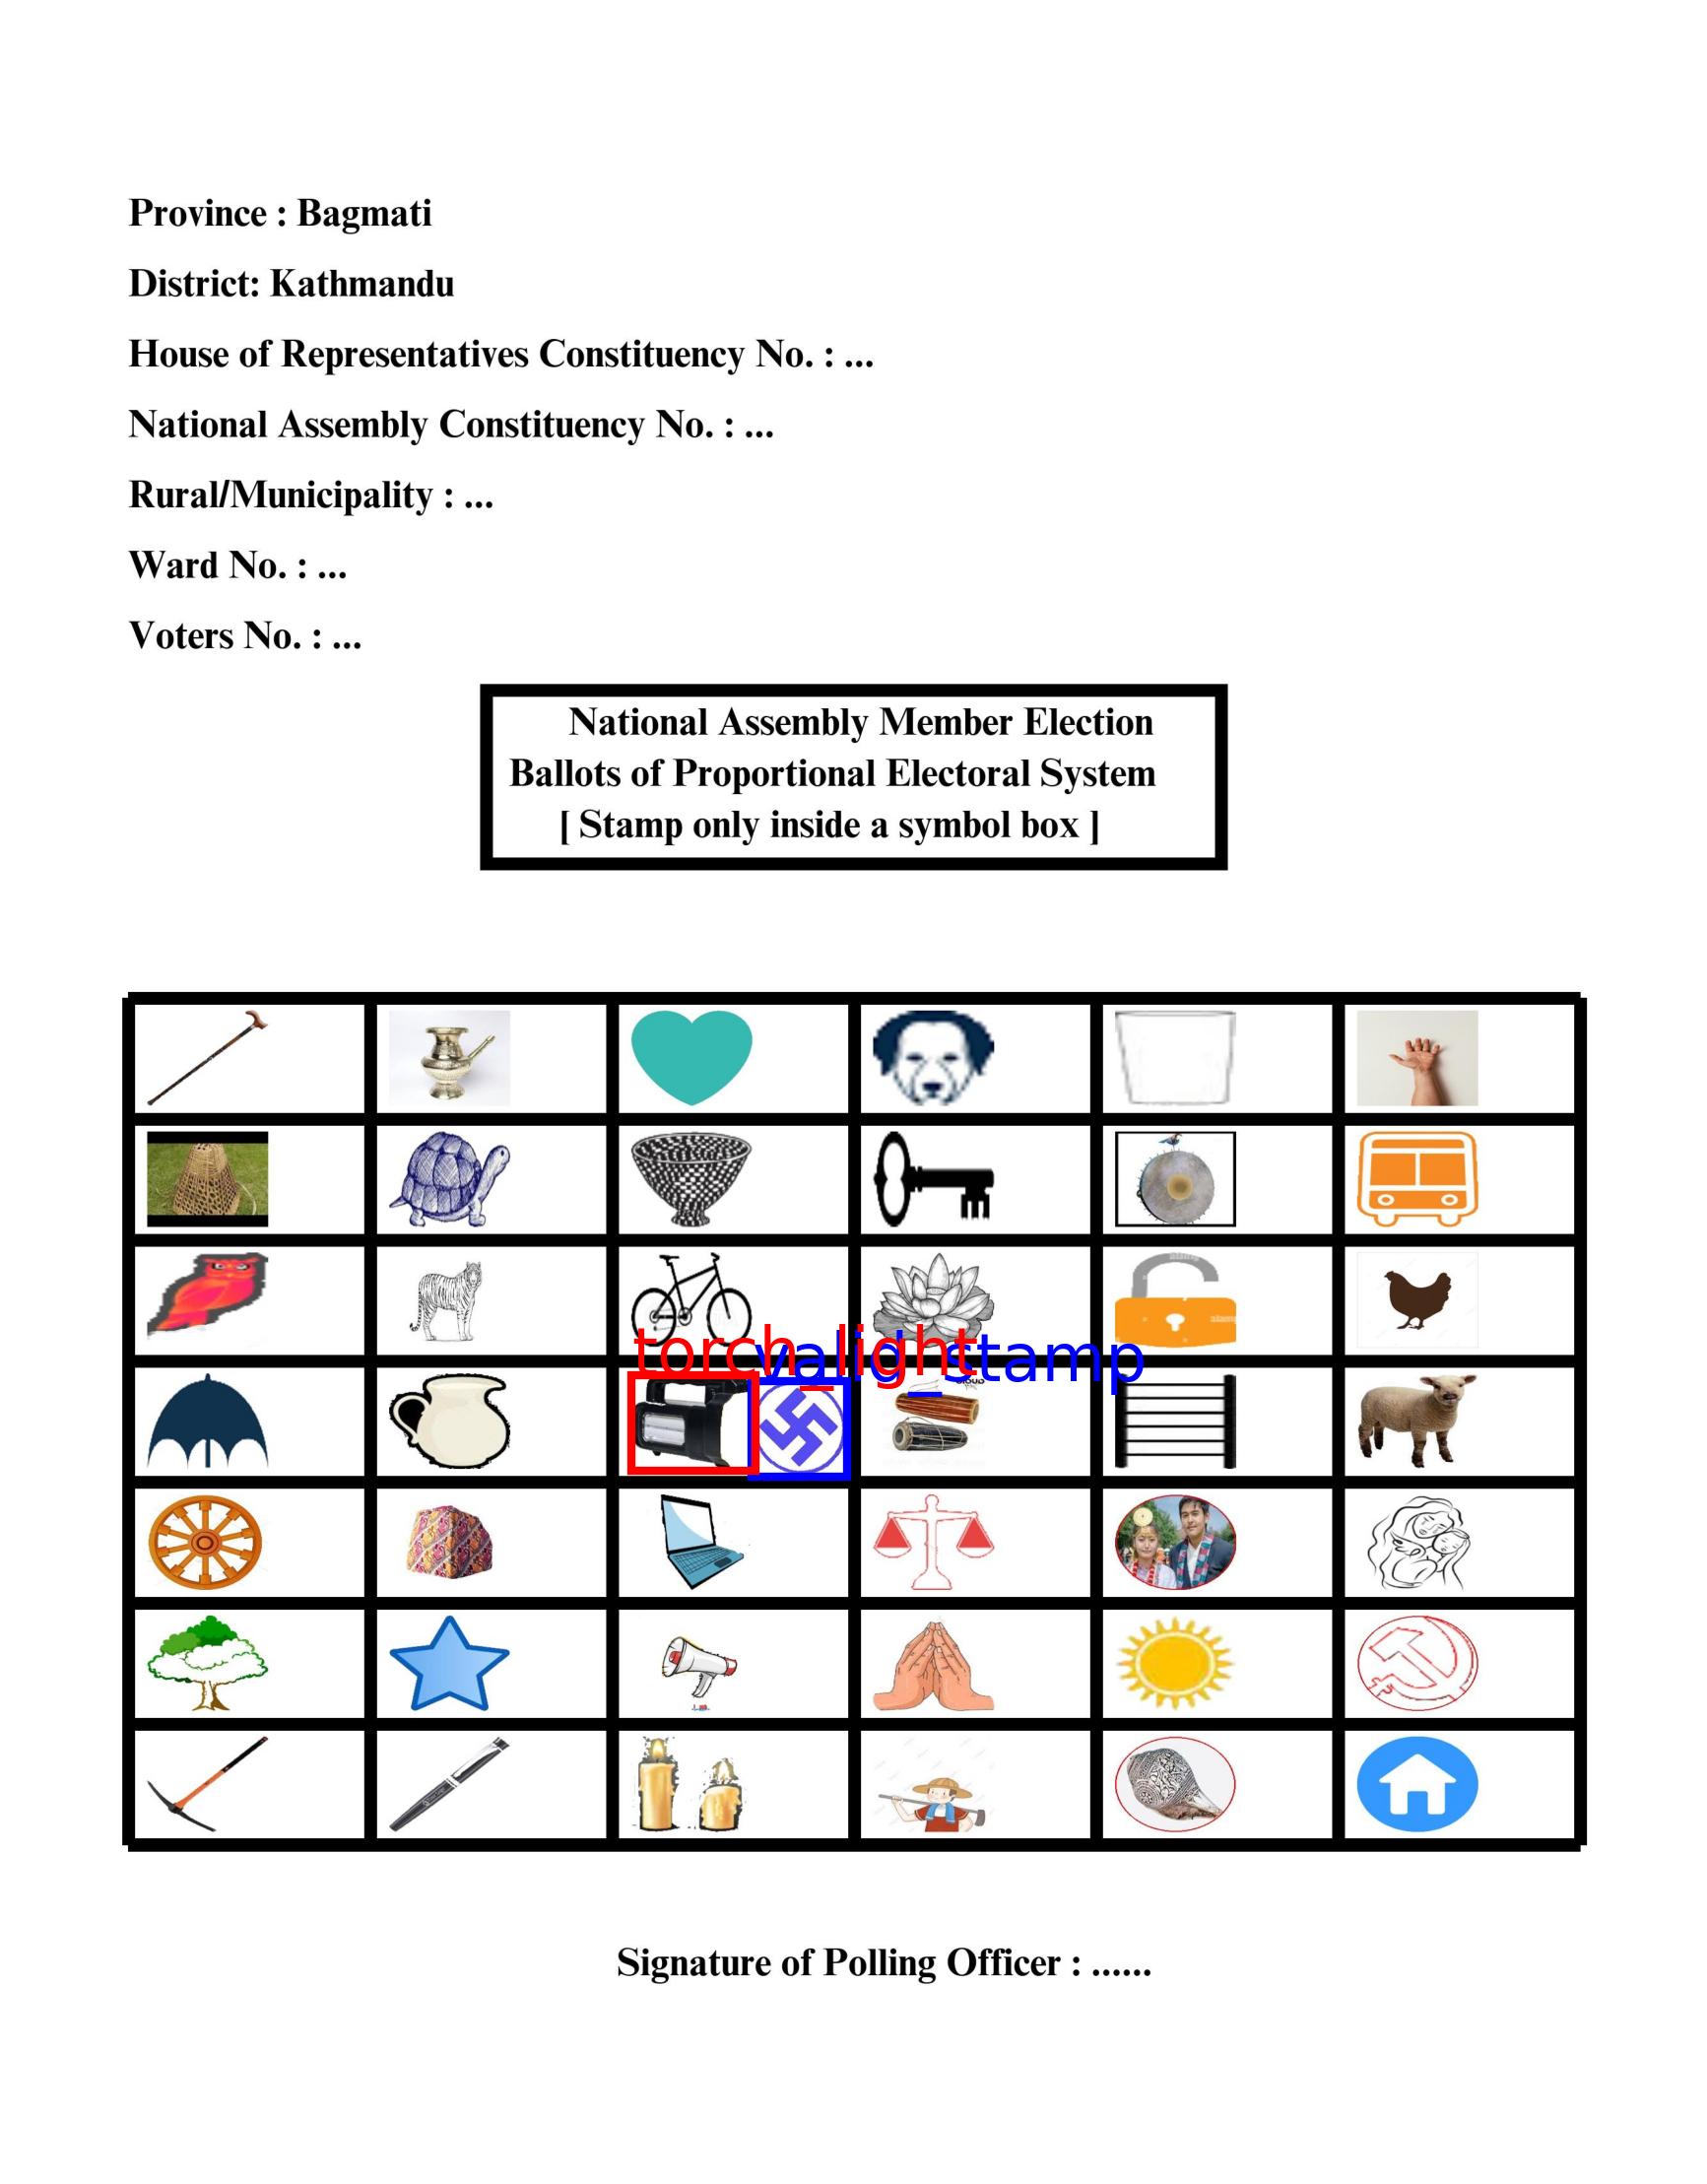 Province : Bagmati
District: Kathmandu
House of Representatives Constituency No. : ...
National Assembly Constituency No. : ...
Rural/Municipality : ...
Ward No. : ...
Voters No. : ...
National Assembly Member Election
Ballots of Proportional Electoral System
[ Stamp only inside a symbol box ]
torch_light
valid_stamp
Signature of Polling Officer : ......